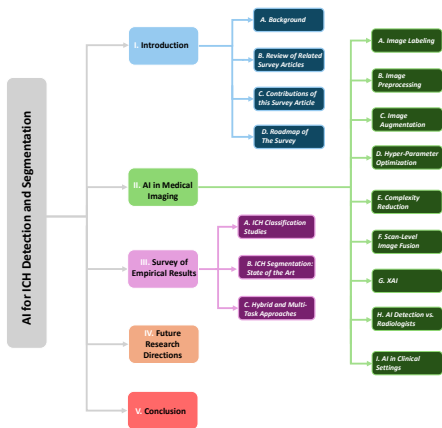 AI for ICH Detection and Segmentation
I. Introduction
A. Background
B. Review of Related
Survey Articles
C. Contributions of
this Survey Article
D. Roadmap of
The Survey
II. AI in Medical
Imaging
A. Image Labeling
B. Image
Preprocessing
C. Image
Augmentation
D. Hyper-Parameter
Optimization
E. Complexity
Reduction
F. Scan-Level
Image Fusion
G. XAI
H. AI Detection vs.
Radiologists
I. AI in Clinical
Settings
III. Survey of
Empirical Results
A. ICH Classification
Studies
B. ICH Segmentation:
State of the Art
C. Hybrid and Multi-
Task Approaches
IV. Future
Research
Directions
V. Conclusion